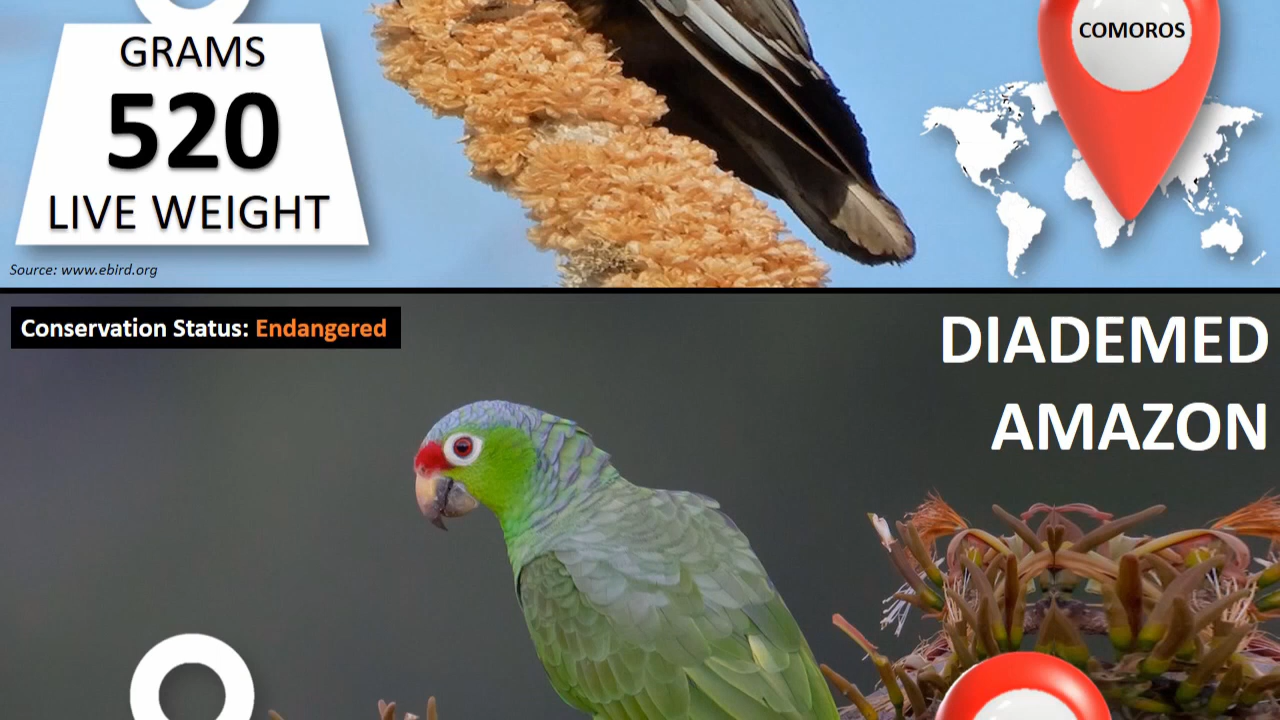 GRAMS
520
LIVE WEIGHT
Source: www.ebird.org
COMOROS
Conservation Status: Endangered
DIADEMED
AMAZON